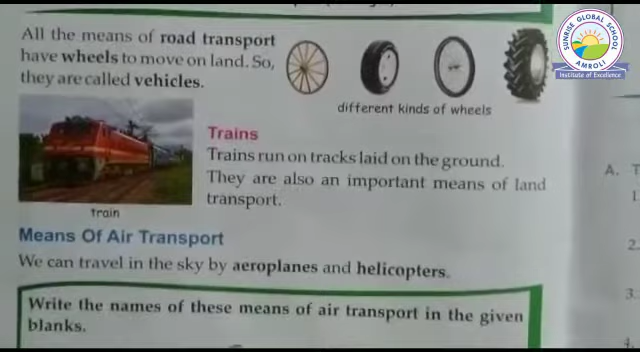 All the means of road transport
have wheels to move on land. So,
they are called vehicles.
different kinds of wheels
Trains
Trains run on tracks laid on the ground.
They are also an important means of land
transport.
train
Means Of Air Transport
We can travel in the sky by aeroplanes and helicopters.
Write the names of these means of air transport in the given
blanks.
A. T
1.
2.
3.
4.
SUNRISE GLOBAL SCHOOL
AMROLI
Institute of Excellence